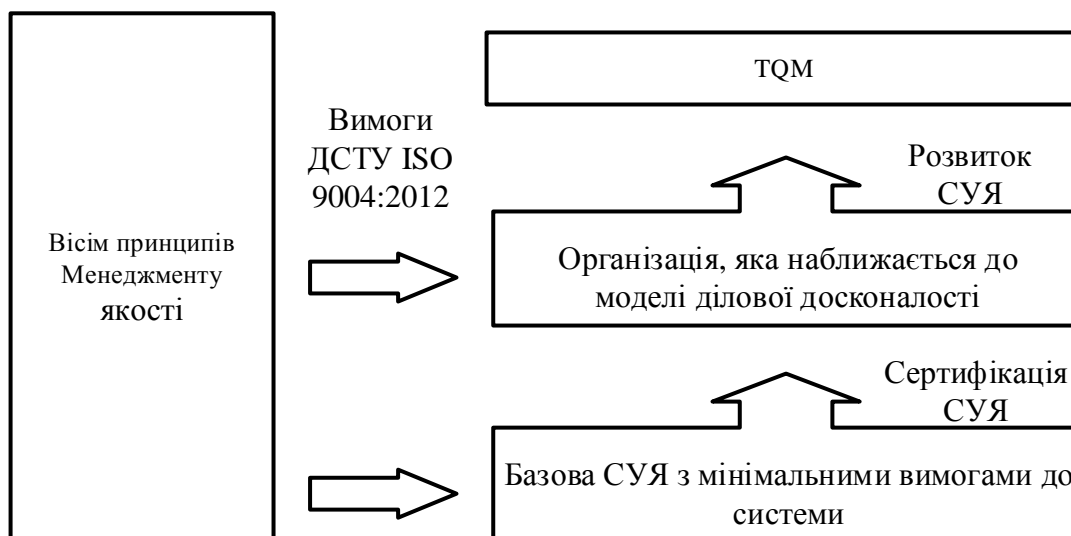 TQM
Вимоги
ДСТУ ISO
9004:2012
Розвиток
СУЯ
Вісім принципів
Менеджменту
якості
Організація, яка наближається до
моделі ділової досконалості
Сертифікація
СУЯ
Базова СУЯ з мінімальними вимогами до
системи